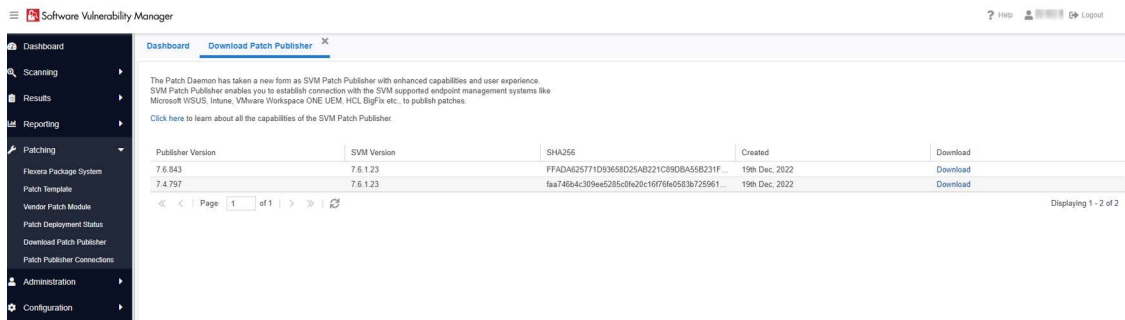 Software Vulnerability Manager
Help
Logout
Dashboard
Scanning
Results
Reporting
Patching
Flexera Package System
Patch Template
Vendor Patch Module
Patch Deployment Status
Download Patch Publisher
Patch Publisher Connections
Administration
Configuration
Dashboard Download Patch Publisher
The Patch Daemon has taken a new form as SVM Patch Publisher with enhanced capabilities and user experience.
SVM Patch Publisher enables you to establish connection with the SVM supported endpoint management systems like
Microsoft WSUS, Intune, VMware Workspace ONE UEM, HCL BigFix etc., to publish patches.
Click here to learn about all the capabilities of the SVM Patch Publisher.
Publisher Version SVM Version SHA256 Created Download
7.6.843 7.6.1.23 FFADA625771D93658D25AB221C89DBA55B231F... 19th Dec, 2022 Download
7.4.797 7.6.1.23 faa746b4c309ee5285c0fe20c16f76fe0583b725961... 19th Dec, 2022 Download
Page 1 of 1
Displaying 1 - 2 of 2